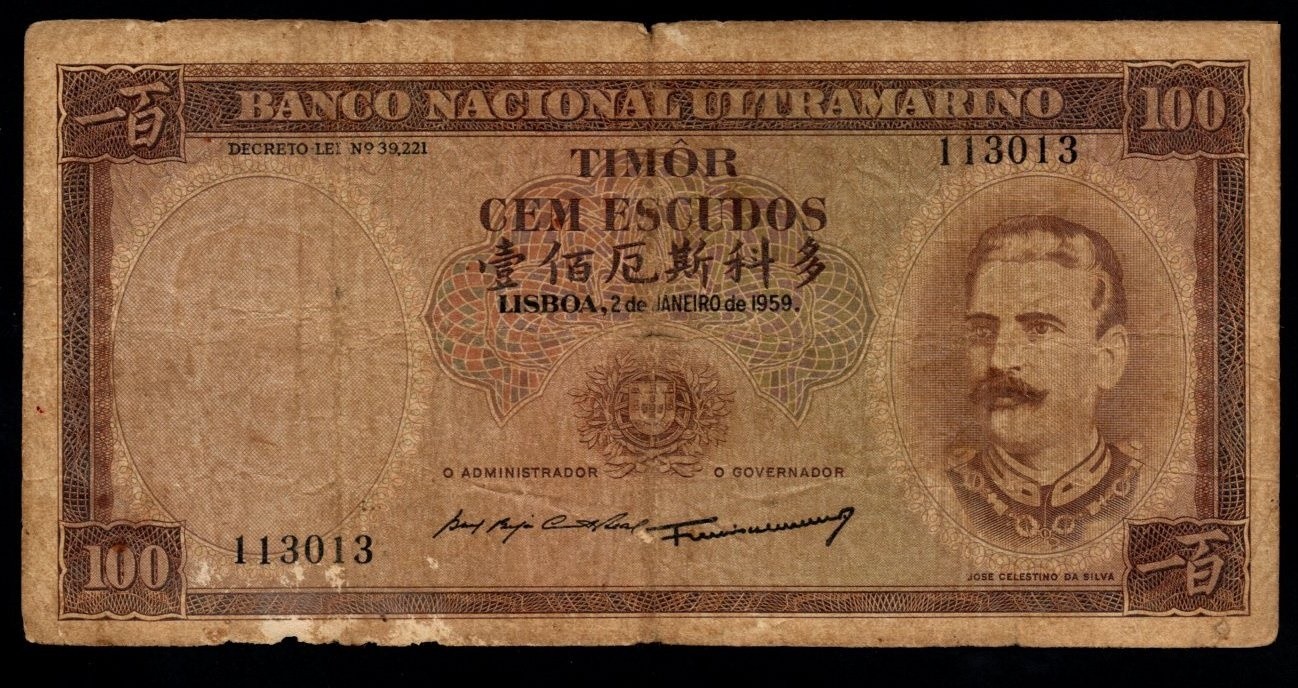 一百
BANCO NACIONAL ULTRAMARINO
100
DECRETO LEI Nº 39,221
TIMÔR
113013
CEM ESCUDOS
壹佰厄斯科多
LISBOA, 2 de JANEIRO de 1959.
O ADMINISTRADOR
O GOVERNADOR
113013
100
一百
JOSE CELESTINO DA SILVA